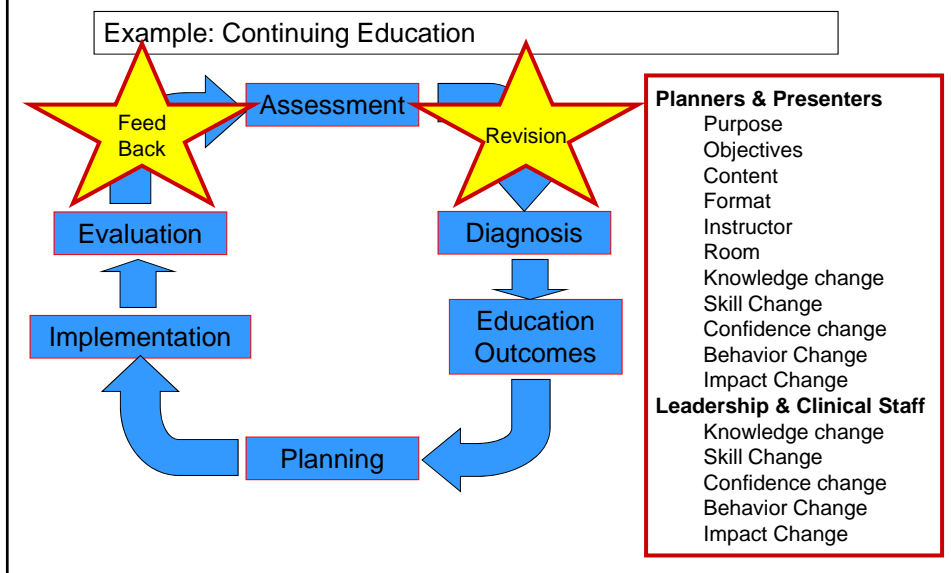 Example: Continuing Education
Feed
Back
Assessment
Revision
Evaluation
Diagnosis
Implementation
Education
Outcomes
Planning
Planners & Presenters
Purpose
Objectives
Content
Format
Instructor
Room
Knowledge change
Skill Change
Confidence change
Behavior Change
Impact Change
Leadership & Clinical Staff
Knowledge change
Skill Change
Confidence change
Behavior Change
Impact Change